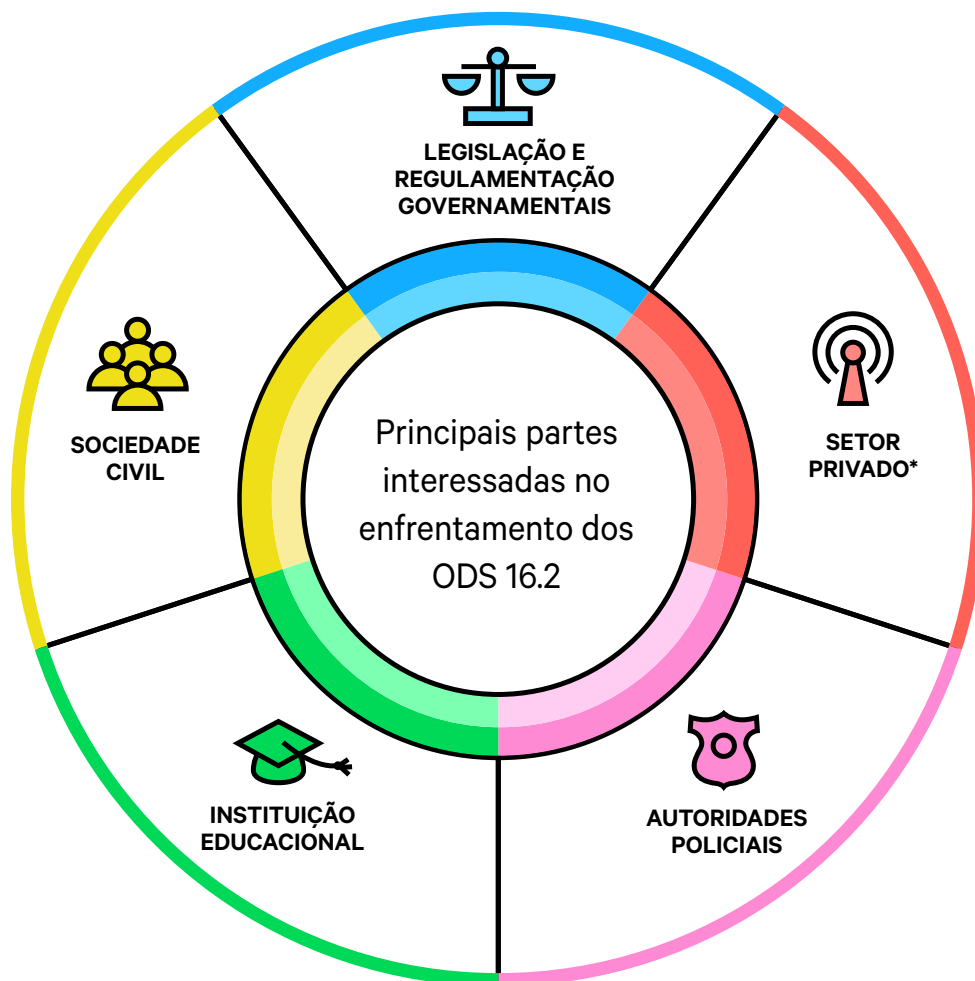 LEGISLAÇÃO E
REGULAMENTAÇÃO
GOVERNAMENTAIS
SOCIEDADE
CIVIL
SETOR
PRIVADO*
Principais partes
interessadas no
enfrentamento dos
ODS 16.2
INSTITUIÇÃO
EDUCACIONAL
AUTORIDADES
POLICIAIS